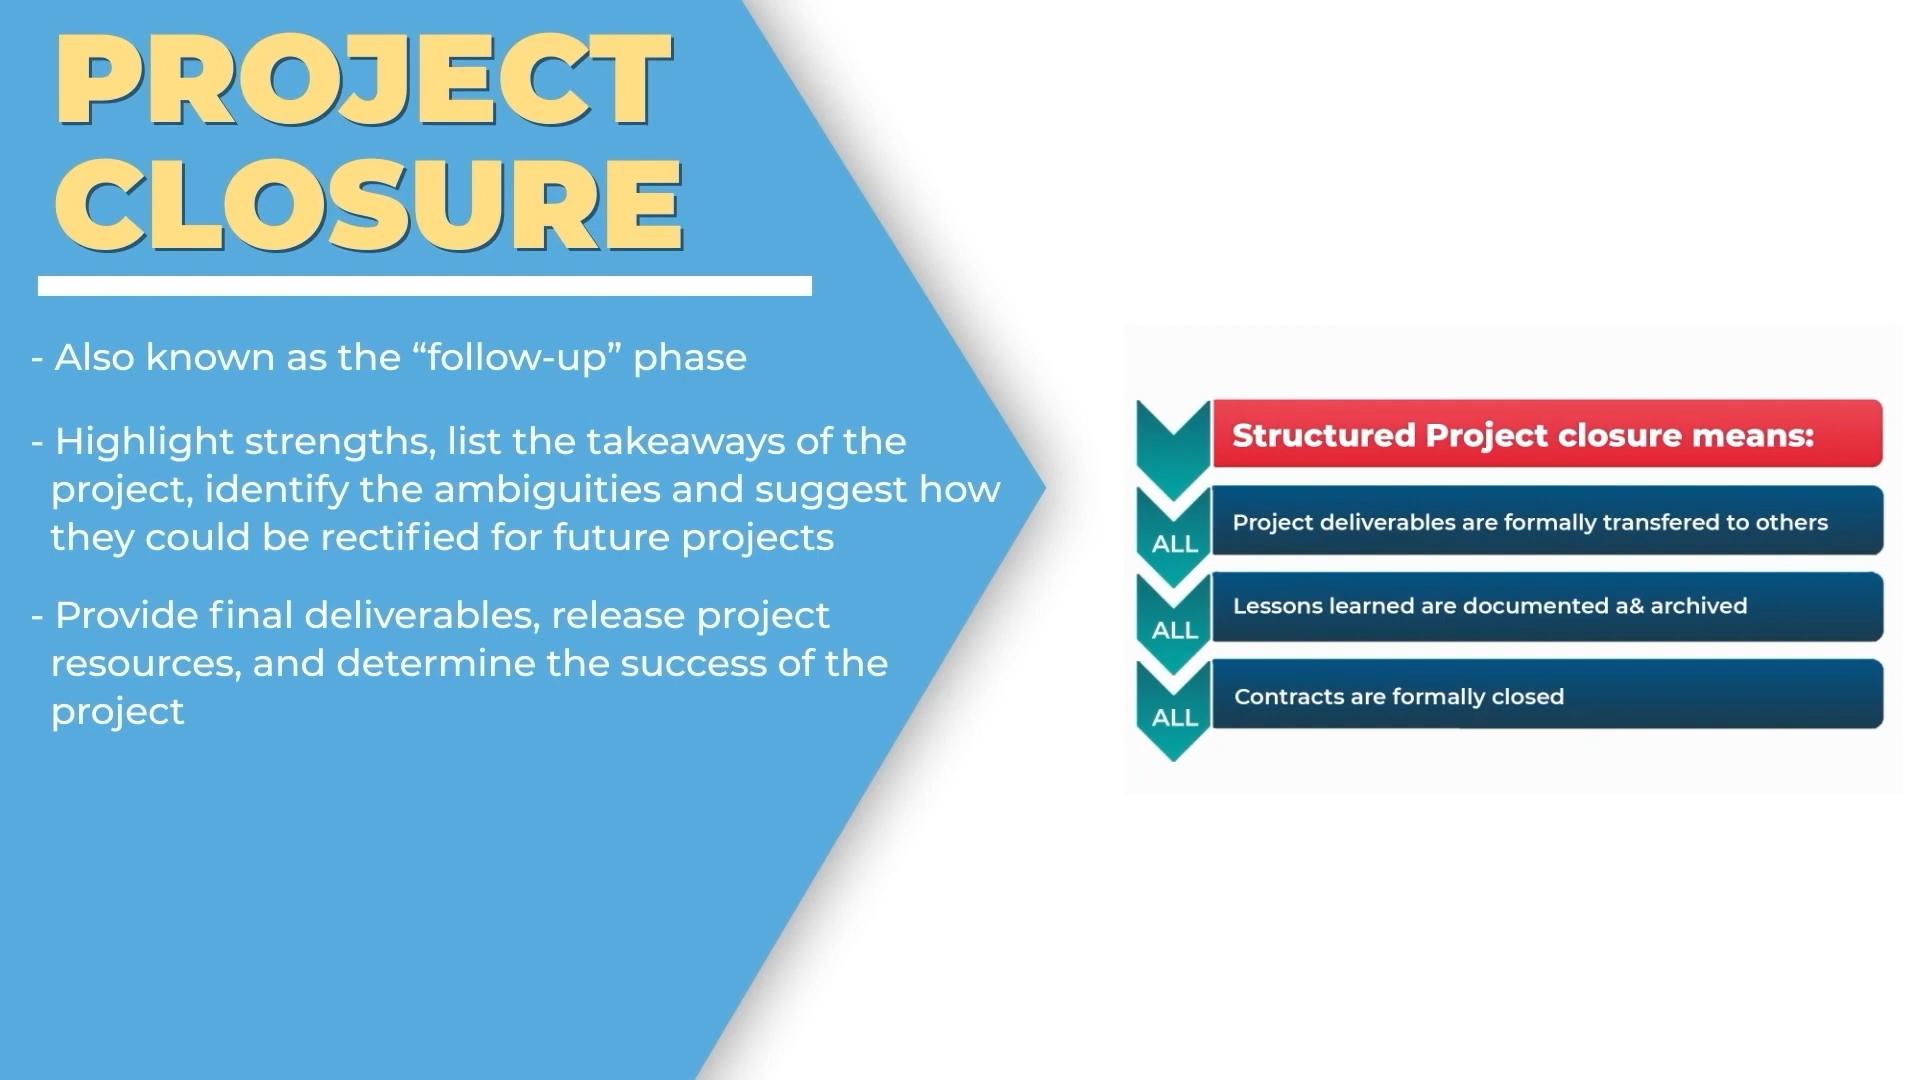 PROJECT
CLOSURE
- Also known as the “follow-up” phase
- Highlight strengths, list the takeaways of the
project, identify the ambiguities and suggest how
they could be rectified for future projects
- Provide final deliverables, release project
resources, and determine the success of the
project
Structured Project closure means:
ALL
Project deliverables are formally transfered to others
ALL
Lessons learned are documented a& archived
ALL
Contracts are formally closed